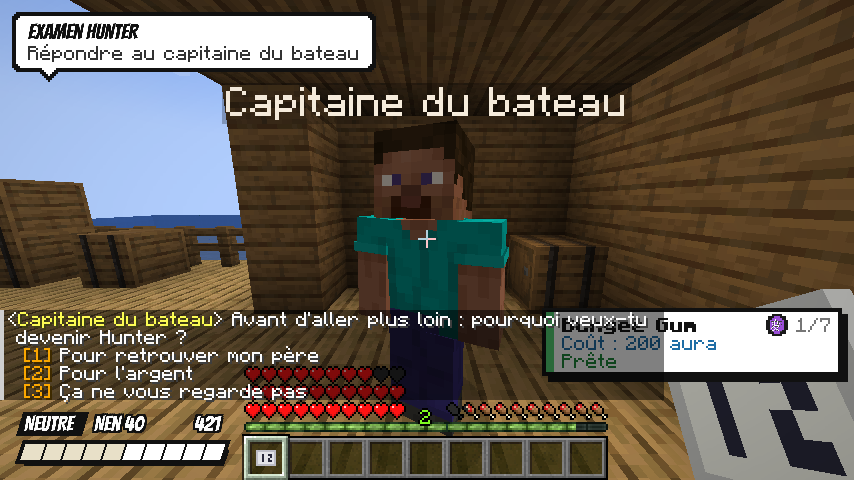 EXAMEN HUNTER
Répondre au capitaine du bateau
Capitaine du bateau
<Capitaine du bateau> Avant d'aller plus loin : pourquoi veux-tu
devenir Hunter ?
[1] Pour retrouver mon père
[2] Pour l'argent
[3] Ça ne vous regarde pas
Bungee Gum
1/7
Coût : 200 aura
Prête
NEUTRE NEN 40 421
2
12
12